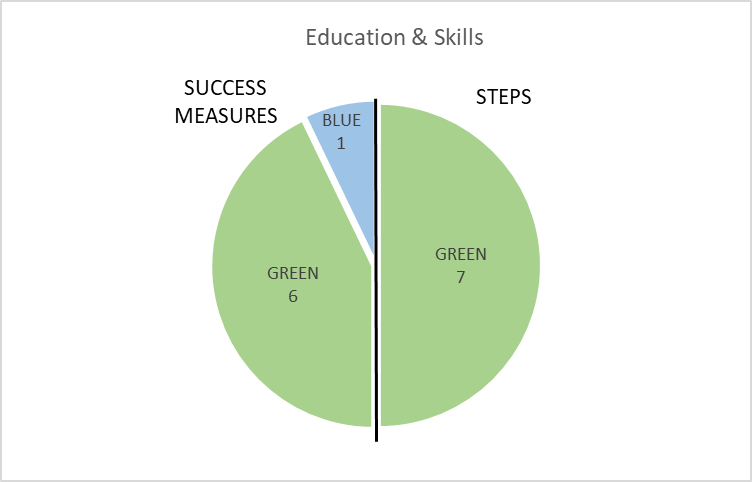 Education & Skills
SUCCESS
MEASURES
STEPS
BLUE
1
GREEN
6
GREEN
7